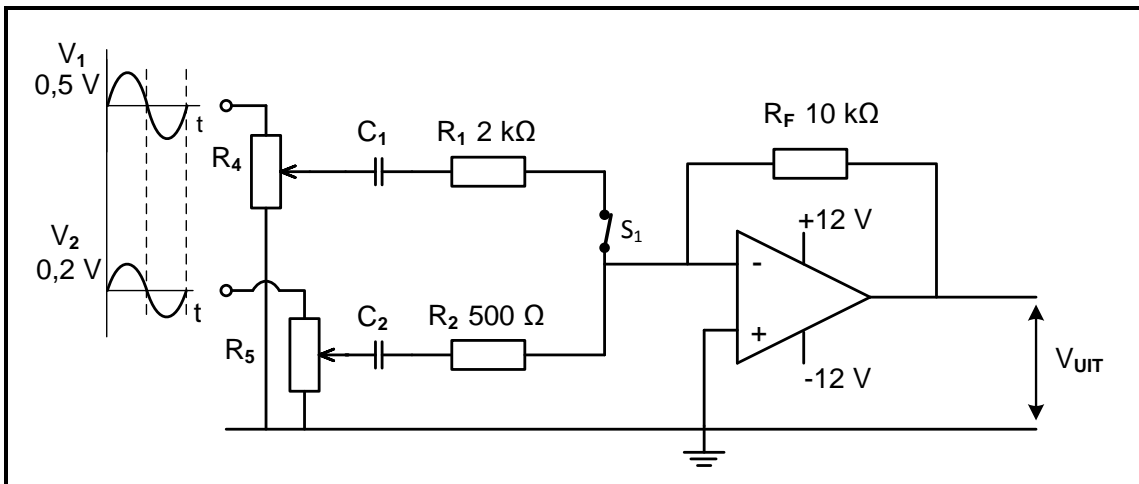 V1
0,5 V
t
R4
C1
R1 2 kΩ
S1
RF 10 kΩ
+12 V
-
+
-12 V
VUIT
V2
0,2 V
t
R5
C2
R2 500 Ω